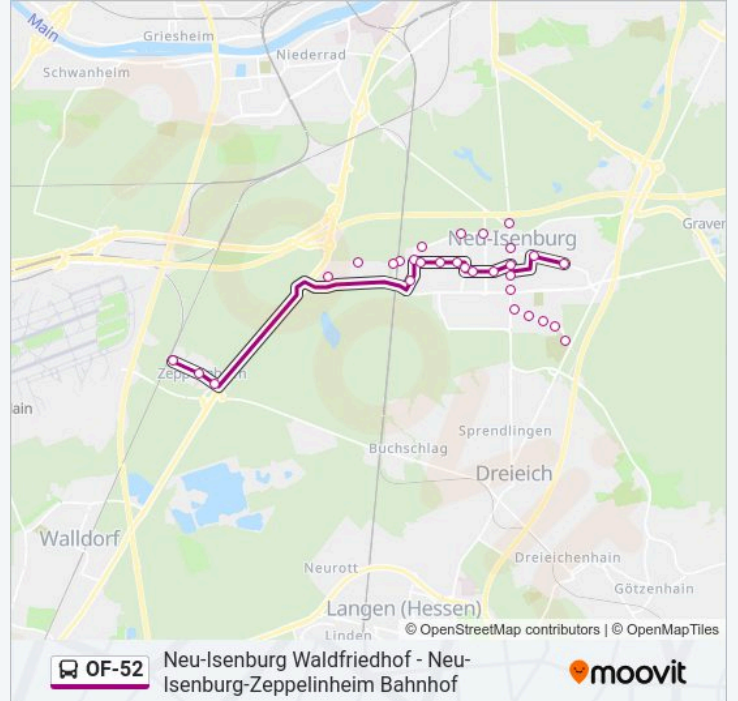 Main
Griesheim
Niederrad
Schwanheim
Neu-Isenburg
Graven
Zeppelinheim
ain
Buchschlag
Sprendlingen
Dreieich
Walldorf
Dreieichenhain
Neurott
Götzenhain
Langen (Hessen)
Linden
© OpenStreetMap contributors | © OpenMapTiles
OF-52
Neu-Isenburg Waldfriedhof - Neu-
Isenburg-Zeppelinheim Bahnhof
moovit